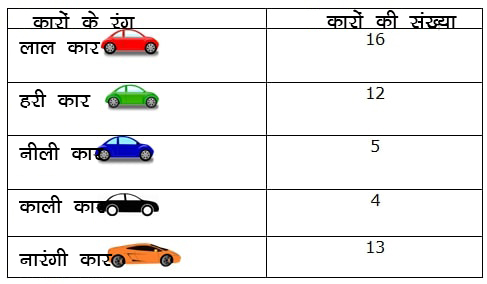 कारों के रंग कारों की संख्या
लाल कार 16
हरी कार 12
नीली कार 5
काली कार 4
नारंगी कार 13